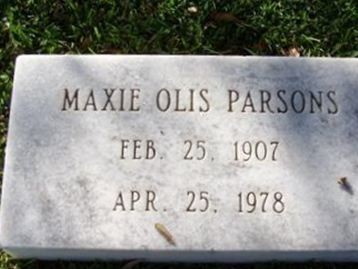 MAXIE OLIS PARSONS
FEB. 25, 1907
APR. 25, 1978